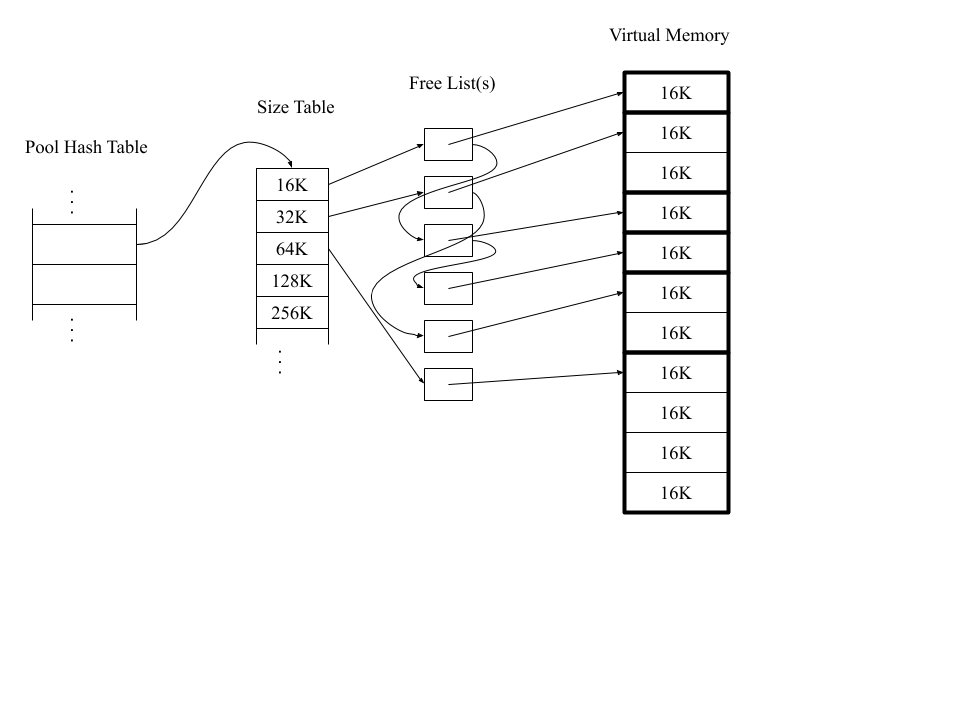 Virtual Memory
Free List(s)
Size Table
Pool Hash Table
16K
32K
64K
128K
256K
16K
16K
16K
16K
16K
16K
16K
16K
16K
16K
16K